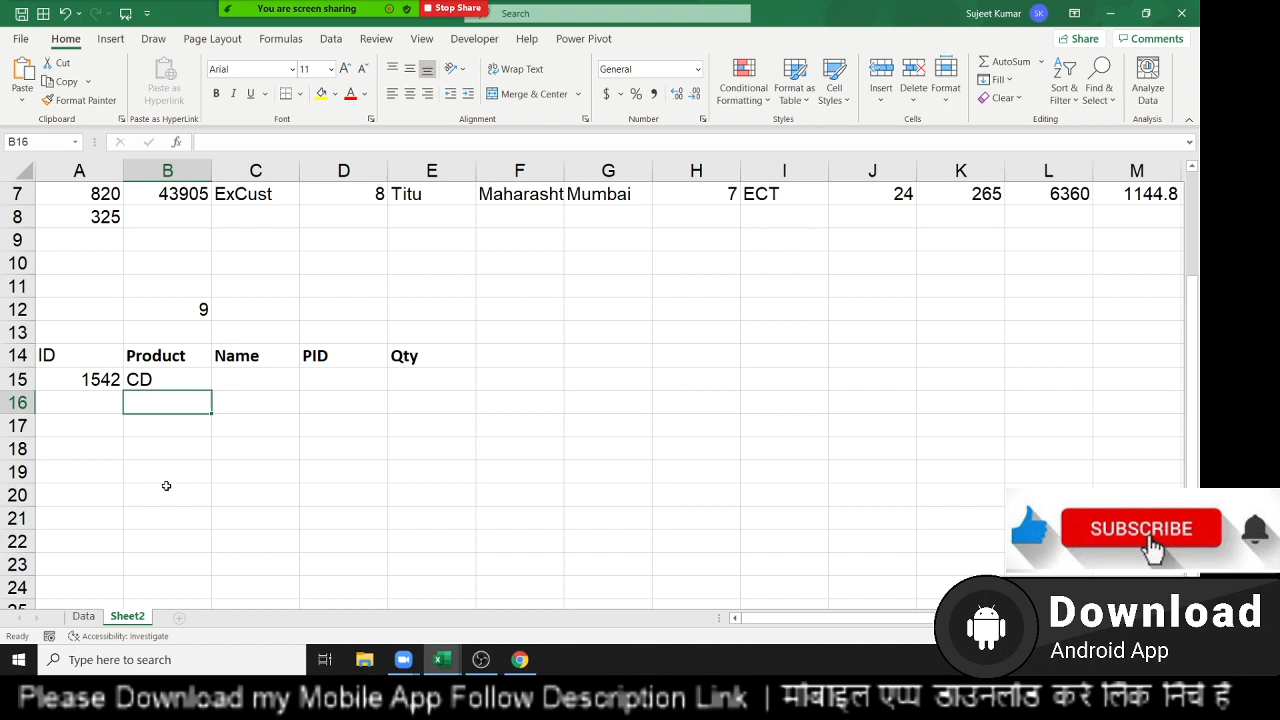 You are screen sharing
Stop Share
Search
Sujeet Kumar
SK
File Home Insert Draw Page Layout Formulas Data Review View Developer Help Power Pivot
Share
Comments
Paste
Cut
Copy
Format Painter
Clipboard
Paste as Hyperlink
Paste as Hyperlink
Arial
11
B I U
Font
Wrap Text
Merge & Center
Alignment
General
$ % 9
Number
Conditional Formatting
Format as Table
Cell Styles
Styles
Insert
Delete
Format
Cells
AutoSum
Fill
Clear
Sort & Filter
Find & Select
Editing
Analyze Data
Analysis
B16
fx
A B C D E F G H I J K L M
7 820 43905 ExCust 8 Titu Maharasht Mumbai 7 ECT 24 265 6360 1144.8
8 325
9
10
11
12 9
13
14 ID Product Name PID Qty
15 1542 CD
16
17
18
19
20
21
22
23
24
25
Data Sheet2
Ready
Accessibility: Investigate
SUBSCRIBE
Download
Android App
Type here to search
Please Download my Mobile App Follow Description Link | मोबाइल एप्प डाउनलोड करे लिंक निचे है